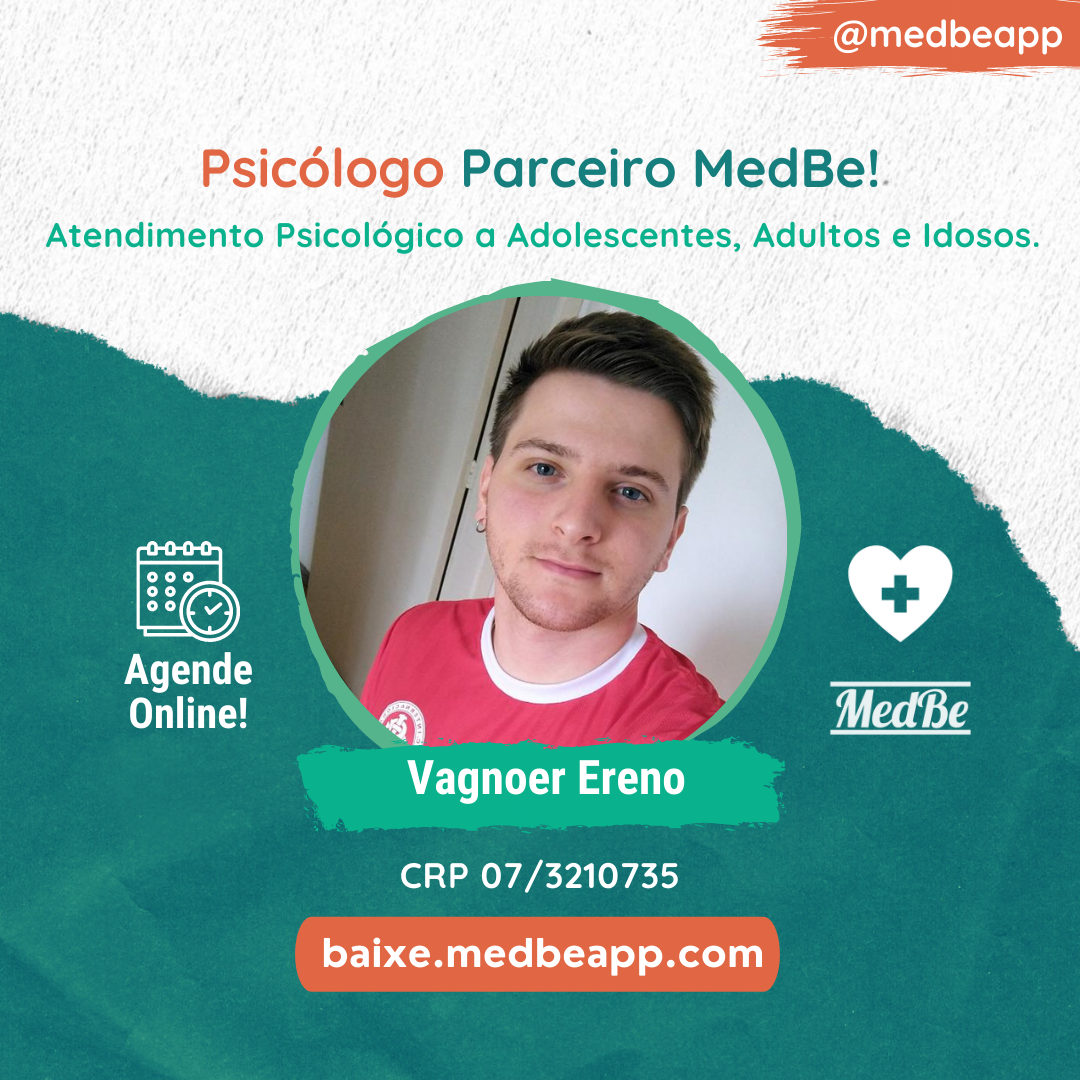 @medbeapp
Psicólogo Parceiro MedBe!
Atendimento Psicológico a Adolescentes, Adultos e Idosos.
Agende
Online!
MedBe
Vagnoer Ereno
CRP 07/3210735
baixe.medbeapp.com